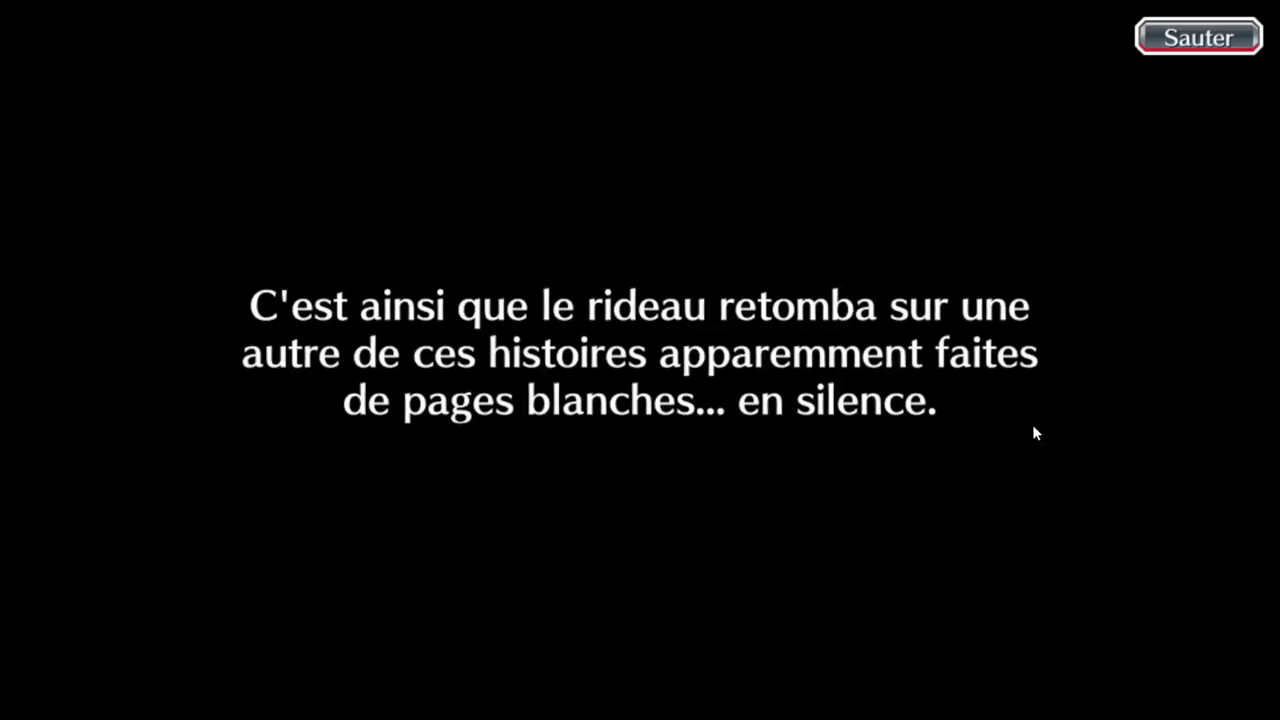 Sauter
C'est ainsi que le rideau retomba sur une
autre de ces histoires apparemment faites
de pages blanches... en silence.